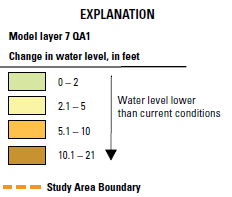 EXPLANATION
Model layer 7 QA1
Change in water level, in feet
0 – 2
2.1 – 5
5.1 – 10
10.1 – 21
Water level lower
than current conditions
Study Area Boundary